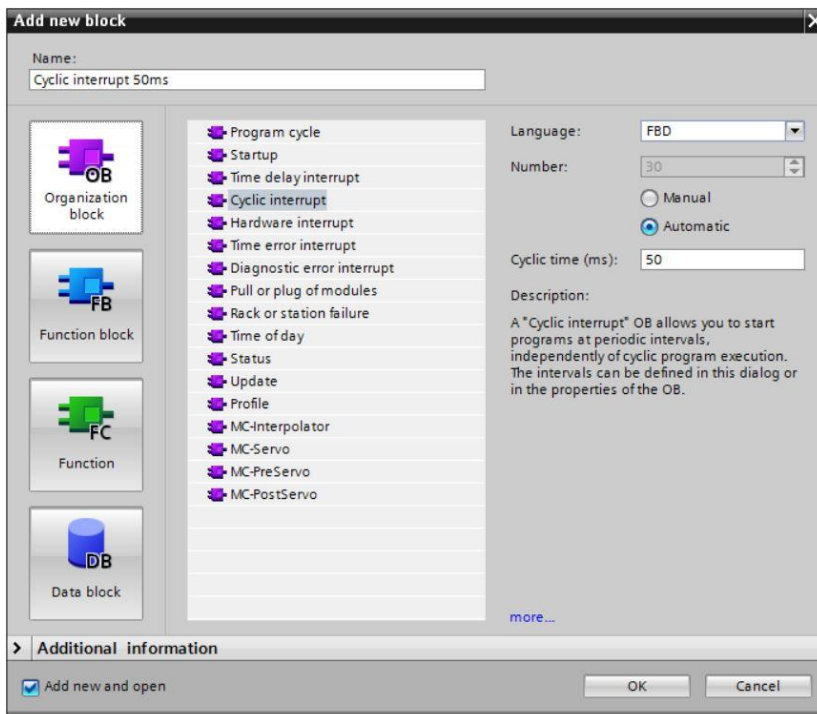 Add new block
Name:
Cyclic interrupt 50ms
OB
Organization
block
FB
Function block
FC
Function
DB
Data block
Program cycle
Startup
Time delay interrupt
Cyclic interrupt
Hardware interrupt
Time error interrupt
Diagnostic error interrupt
Pull or plug of modules
Rack or station failure
Time of day
Status
Update
Profile
MC-Interpolator
MC-Servo
MC-PreServo
MC-PostServo
Language: FBD
Number: 30
Manual
Automatic
Cyclic time (ms): 50
Description:
A "Cyclic interrupt" OB allows you to start
programs at periodic intervals,
independently of cyclic program execution.
The intervals can be defined in this dialog or
in the properties of the OB.
more...
> Additional information
Add new and open
OK
Cancel